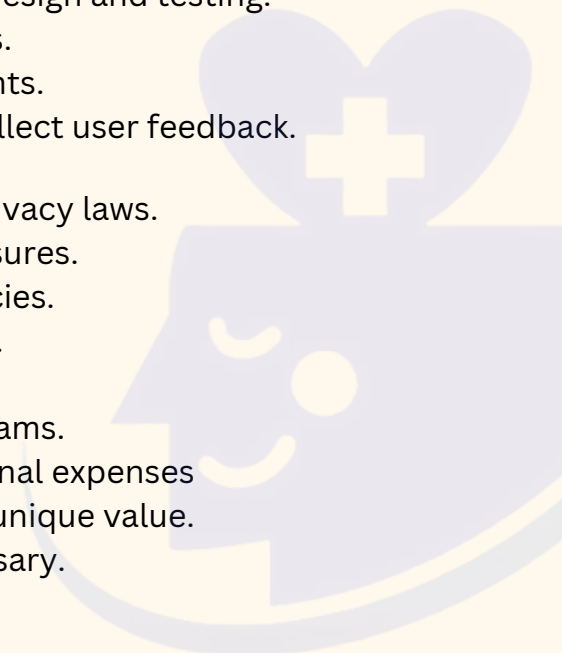 esign and testing.
s.
nts.
llect user feedback.
vacy laws.
sures.
cies.
.
ams.
nal expenses
unique value.
sary.